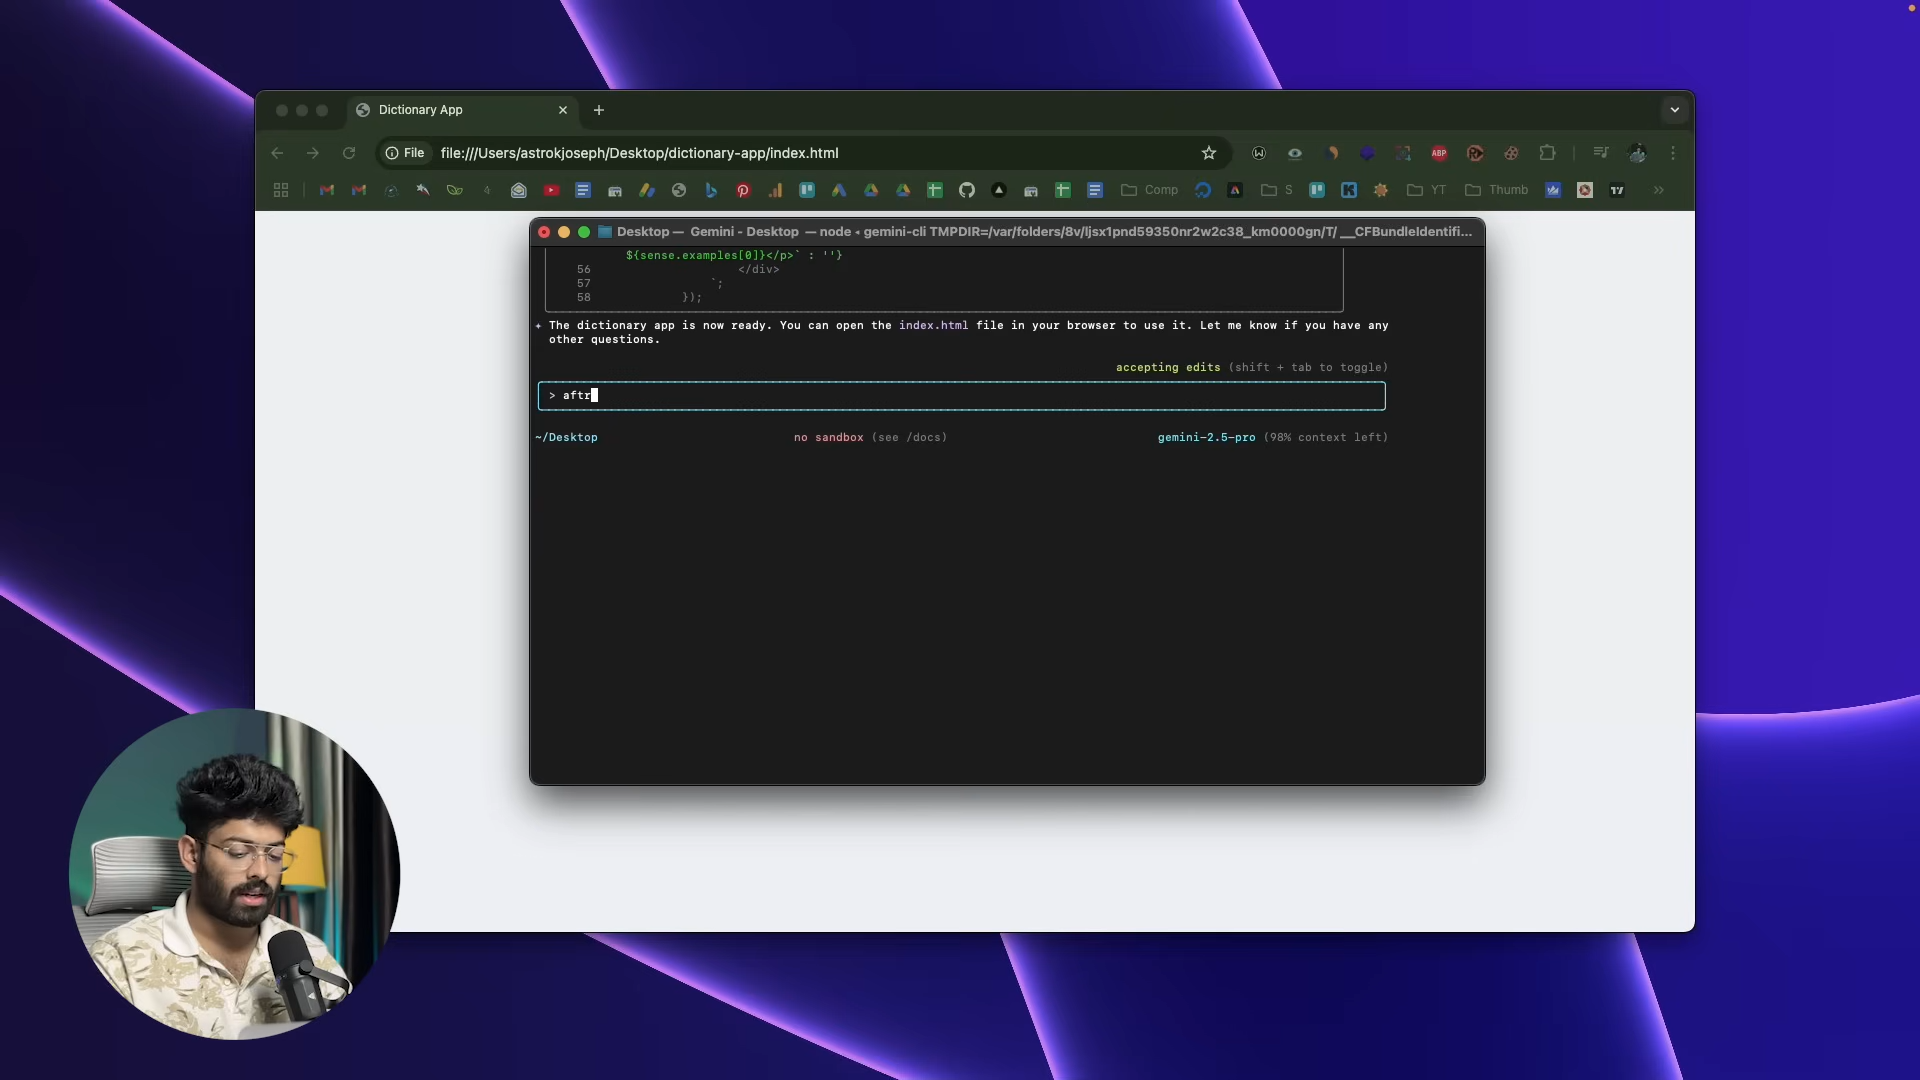 Dictionary App
File
file:///Users/astrokjoseph/Desktop/dictionary-app/index.html
ABP
Comp
S
YT
Thumb
Desktop — Gemini - Desktop — node ◂ gemini-cli TMPDIR=/var/folders/8v/ljsx1pnd59350nr2w2c38_km0000gn/T/ __CFBundleIdentifi...
${sense.examples[0]}</p>` : ''}
56 </div>
57 `;
58 });
✦ The dictionary app is now ready. You can open the index.html file in your browser to use it. Let me know if you have any
other questions.
accepting edits (shift + tab to toggle)
> aftr
~/Desktop no sandbox (see /docs) gemini-2.5-pro (98% context left)